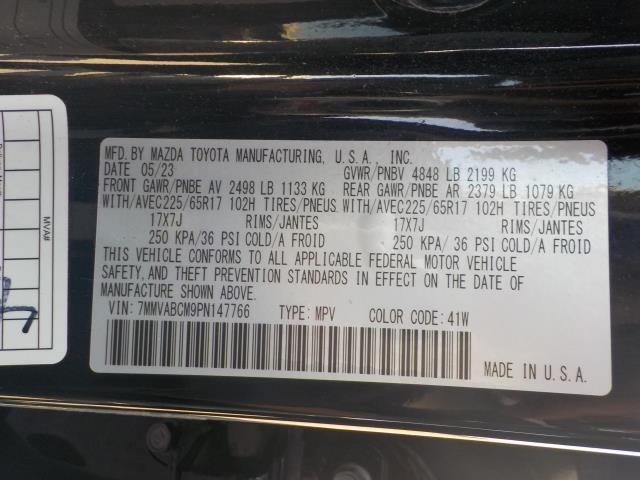 MFD. BY MAZDA TOYOTA MANUFACTURING, U.S.A., INC.
DATE 05/23 GVWR/PNBV 4848 LB 2199 KG
FRONT GAWR/PNBE AV 2498 LB 1133 KG REAR GAWR/PNBE AR 2379 LB 1079 KG
WITH/AVEC225/65R17 102H TIRES/PNEUS WITH/AVEC225/65R17 102H TIRES/PNEUS
17X7J RIMS/JANTES 17X7J RIMS/JANTES
250 KPA/36 PSI COLD/A FROID 250 KPA/36 PSI COLD/A FROID
THIS VEHICLE CONFORMS TO ALL APPLICABLE FEDERAL MOTOR VEHICLE
SAFETY, AND THEFT PREVENTION STANDARDS IN EFFECT ON THE DATE OF
MANUFACTURE SHOWN ABOVE.
VIN: 7MMVABCM9PN147766 TYPE: MPV COLOR CODE: 41W
MADE IN U.S.A.
MVA#